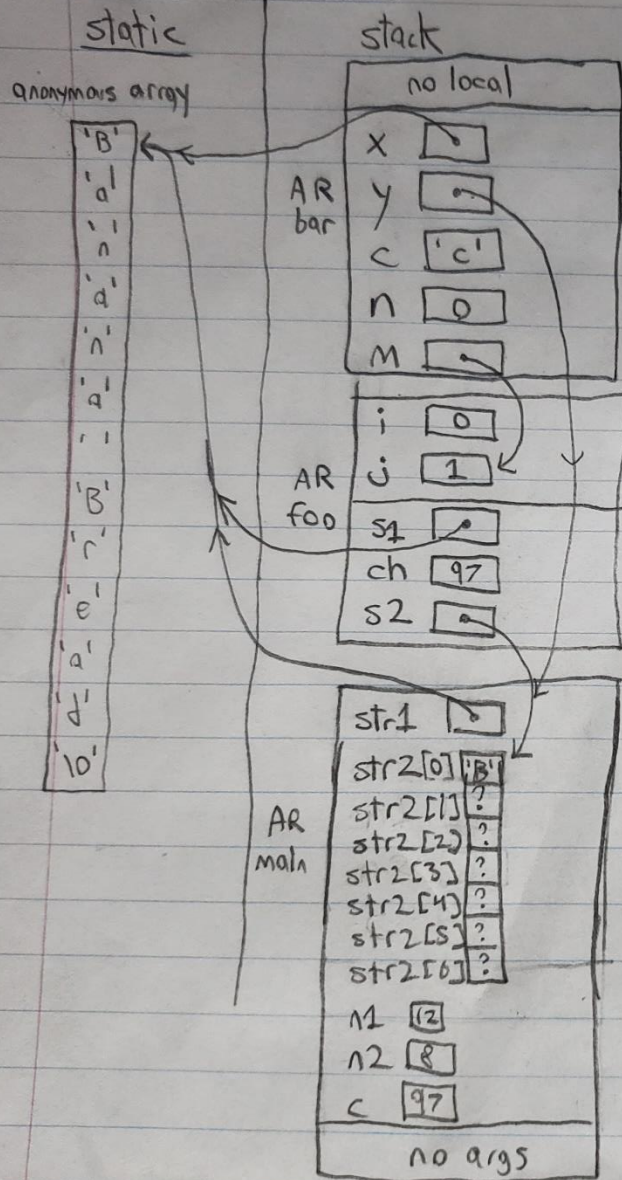 static
stack
anonymous array
no local
'B'
'a'
'n'
'a'
'n'
'a'
' '
'B'
'r'
'e'
'a'
'd'
'\0'
AR
bar
x
y
c 'c'
n 0
m
AR
foo
i 0
j 1
s1
ch 97
s2
AR
main
str1
str2[0] 'B'
str2[1] ?
str2[2] ?
str2[3] ?
str2[4] ?
str2[5] ?
str2[6] ?
n1 12
n2 8
c 97
no args